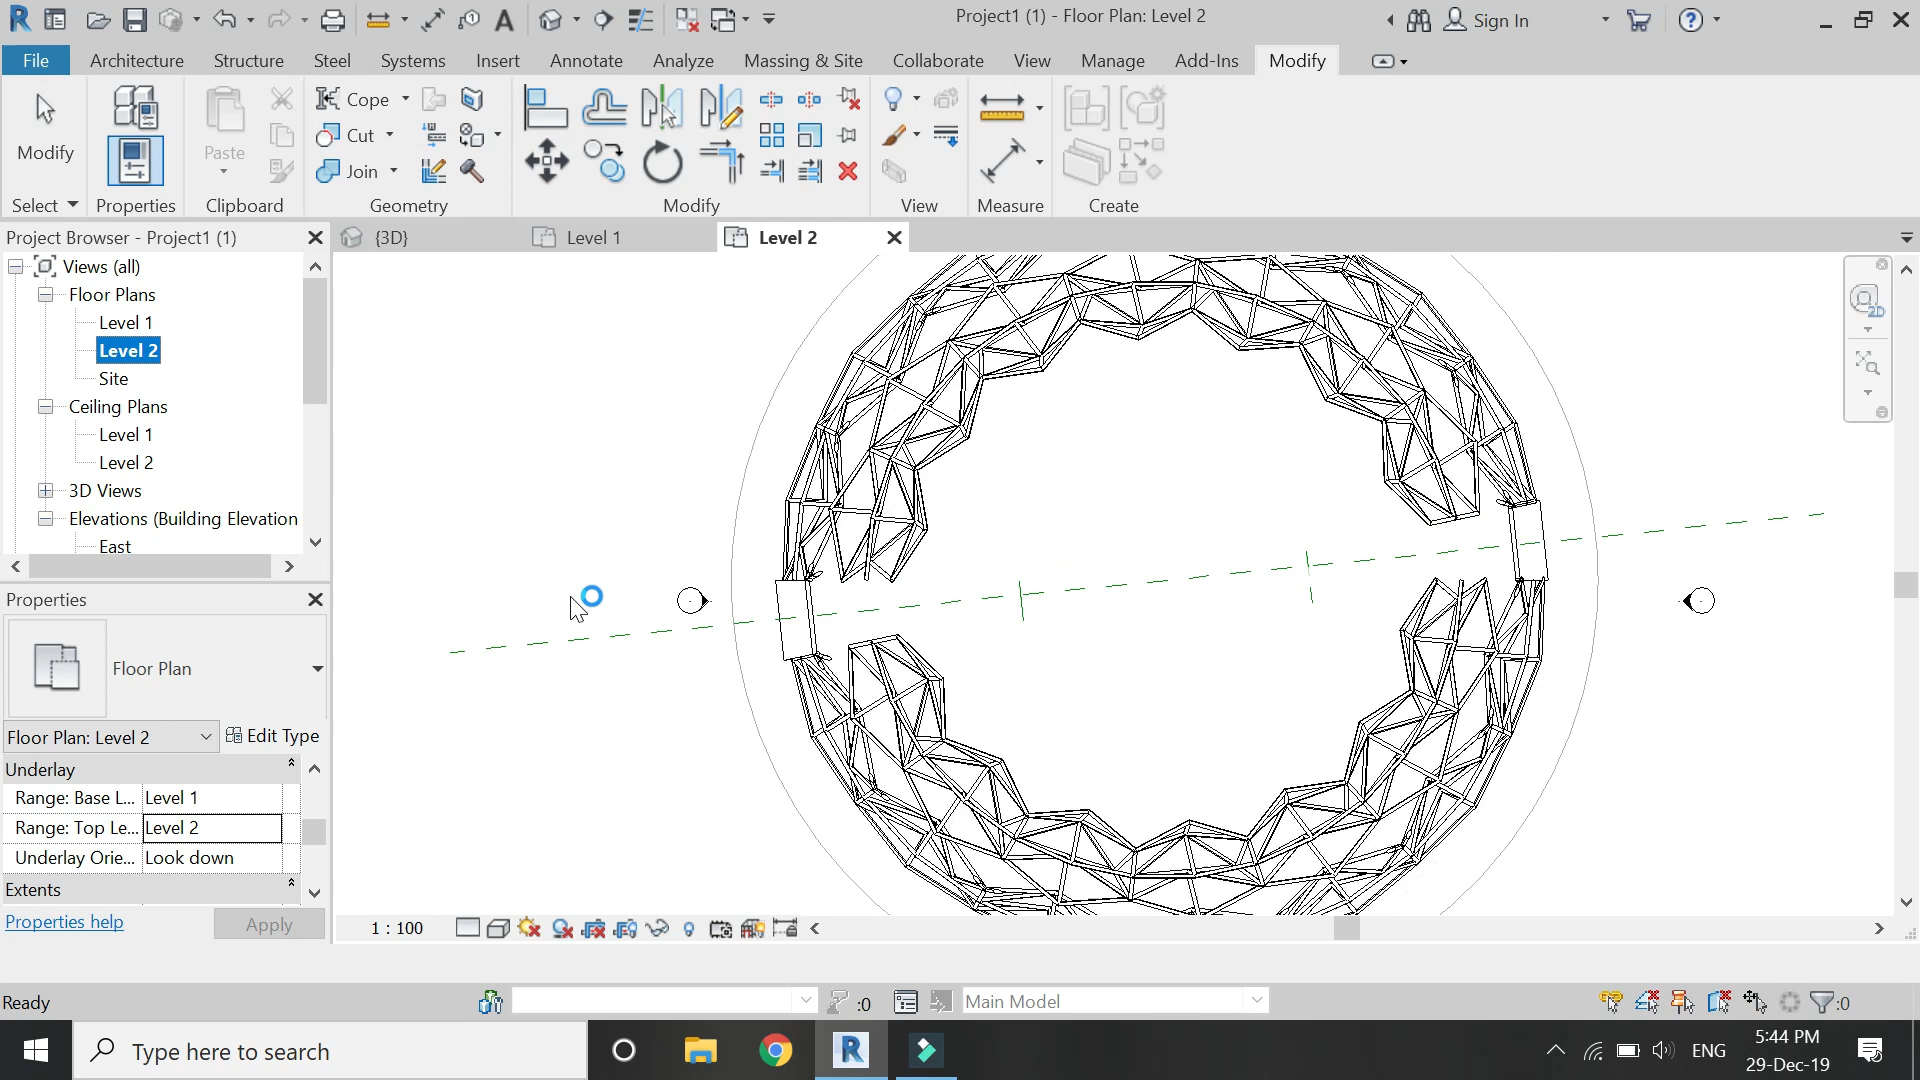 Project1 (1) - Floor Plan: Level 2
Sign In
File
Architecture
Structure
Steel
Systems
Insert
Annotate
Analyze
Massing & Site
Collaborate
View
Manage
Add-Ins
Modify
Modify
Paste
Cope
Cut
Join
Select
Properties
Clipboard
Geometry
Modify
View
Measure
Create
Project Browser - Project1 (1)
{3D}
Level 1
Level 2
Views (all)
Floor Plans
Level 1
Level 2
Site
Ceiling Plans
Level 1
Level 2
3D Views
Elevations (Building Elevation
East
2D
Properties
Floor Plan
Floor Plan: Level 2
Edit Type
Underlay
Range: Base L... Level 1
Range: Top Le... Level 2
Underlay Orie... Look down
Extents
Properties help
Apply
1 : 100
Ready
:0
Main Model
:0
Type here to search
ENG
5:44 PM
29-Dec-19